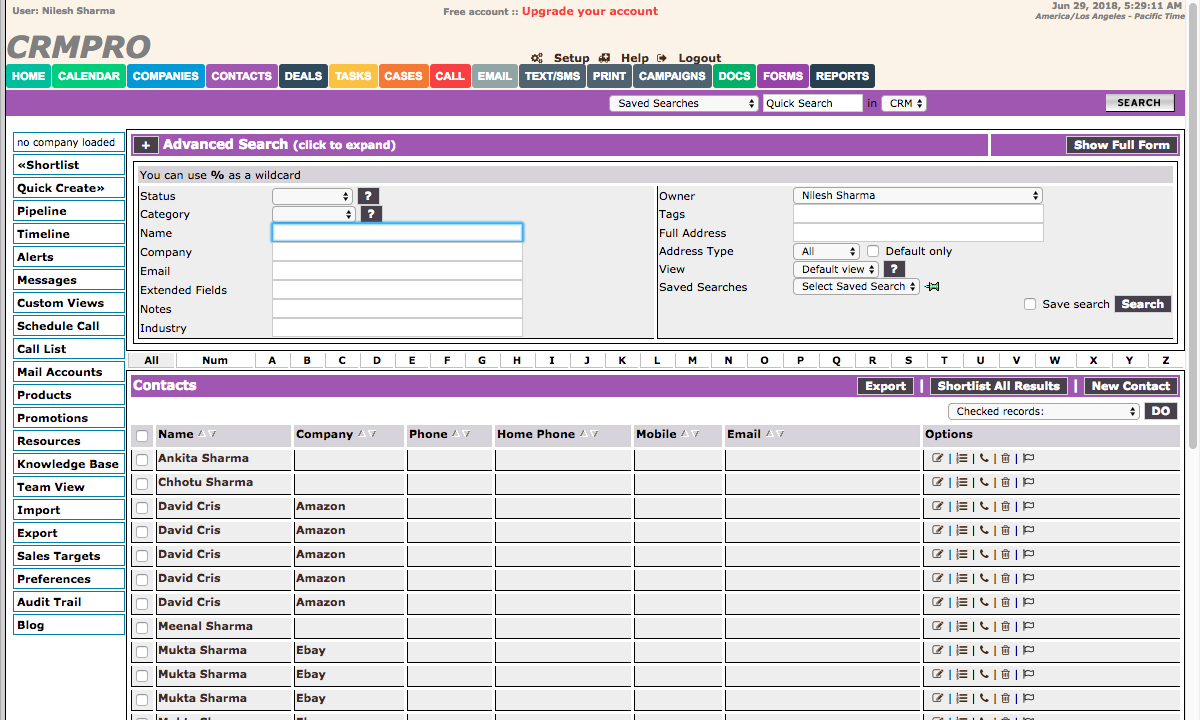 User: Nilesh Sharma
Free account :: Upgrade your account
Jun 29, 2018, 5:29:11 AM
America/Los Angeles - Pacific Time
CRMPRO
Setup Help Logout
HOME CALENDAR COMPANIES CONTACTS DEALS TASKS CASES CALL EMAIL TEXT/SMS PRINT CAMPAIGNS DOCS FORMS REPORTS
Saved Searches Quick Search in CRM SEARCH
no company loaded
«Shortlist
Quick Create»
Pipeline
Timeline
Alerts
Messages
Custom Views
Schedule Call
Call List
Mail Accounts
Products
Promotions
Resources
Knowledge Base
Team View
Import
Export
Sales Targets
Preferences
Audit Trail
Blog
+ Advanced Search (click to expand) Show Full Form
You can use % as a wildcard
Status ?
Category ?
Name
Company
Email
Extended Fields
Notes
Industry
Owner Nilesh Sharma
Tags
Full Address
Address Type All Default only
View Default view ?
Saved Searches Select Saved Search
Save search Search
All Num A B C D E F G H I J K L M N O P Q R S T U V W X Y Z
Contacts Export | Shortlist All Results | New Contact
Checked records: DO
Name Company Phone Home Phone Mobile Email Options
Ankita Sharma
Chhotu Sharma
David Cris Amazon
David Cris Amazon
David Cris Amazon
David Cris Amazon
David Cris Amazon
Meenal Sharma
Mukta Sharma Ebay
Mukta Sharma Ebay
Mukta Sharma Ebay